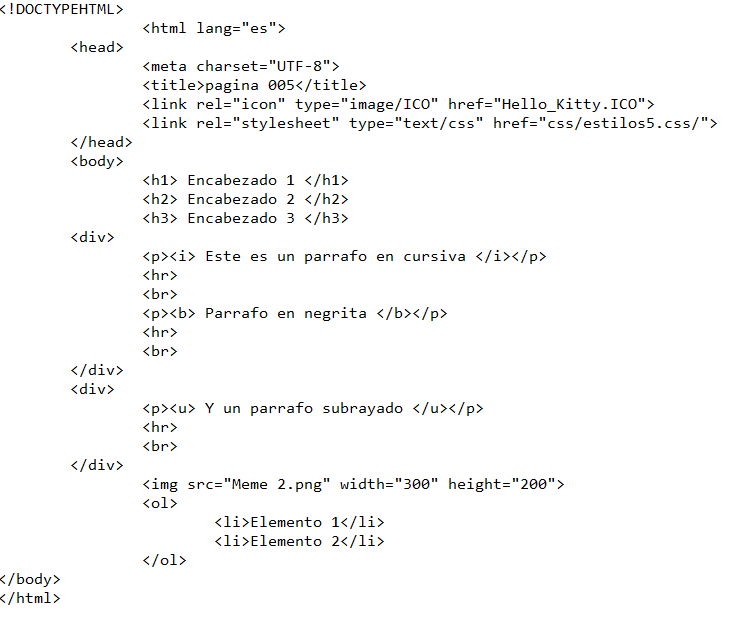 <!DOCTYPEHTML>
<html lang="es">
<head>
<meta charset="UTF-8">
<title>pagina 005</title>
<link rel="icon" type="image/ICO" href="Hello_Kitty.ICO">
<link rel="stylesheet" type="text/css" href="css/estilos5.css/">
</head>
<body>
<h1> Encabezado 1 </h1>
<h2> Encabezado 2 </h2>
<h3> Encabezado 3 </h3>
<div>
<p><i> Este es un parrafo en cursiva </i></p>
<hr>
<br>
<p><b> Parrafo en negrita </b></p>
<hr>
<br>
</div>
<div>
<p><u> Y un parrafo subrayado </u></p>
<hr>
<br>
</div>
<img src="Meme 2.png" width="300" height="200">
<ol>
<li>Elemento 1</li>
<li>Elemento 2</li>
</ol>
</body>
</html>